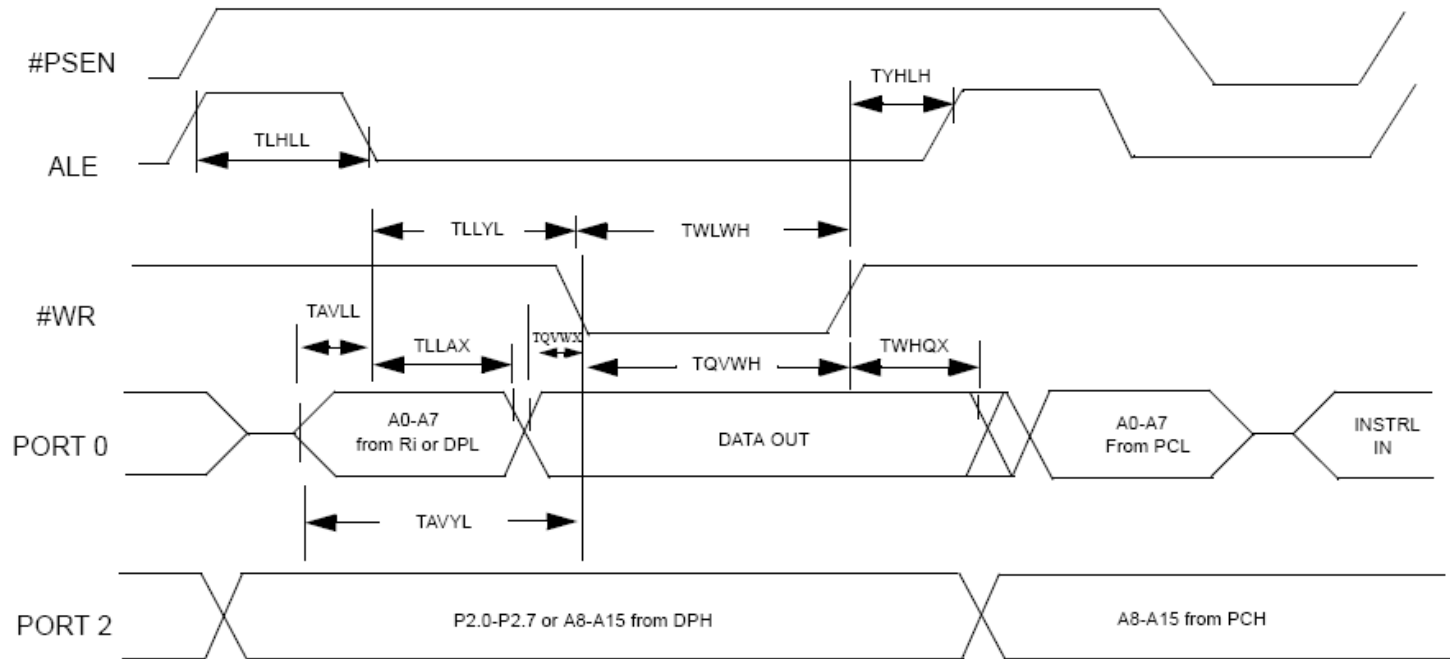 #PSEN
TYHLH
TLHLL
ALE
TLLYL
TWLWH
#WR
TAVLL
TQVWX
TLLAX
TQVWH
TWHQX
PORT 0
A0-A7
from Ri or DPL
DATA OUT
A0-A7
From PCL
INSTRL
IN
TAVYL
PORT 2
P2.0-P2.7 or A8-A15 from DPH
A8-A15 from PCH